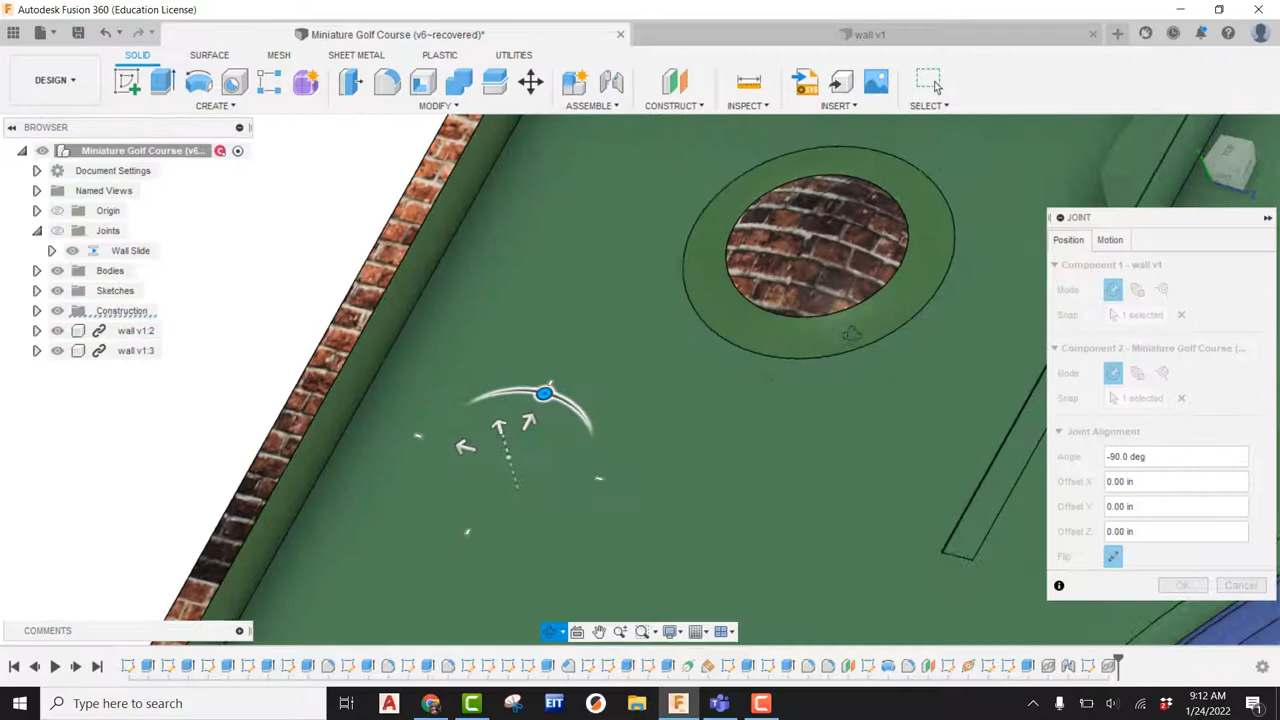 Autodesk Fusion 360 (Education License)
Miniature Golf Course (v6~recovered)*
wall v1
DESIGN
SOLID
SURFACE
MESH
SHEET METAL
PLASTIC
UTILITIES
CREATE
MODIFY
ASSEMBLE
CONSTRUCT
INSPECT
INSERT
SELECT
BROWSER
Miniature Golf Course (v6...
Document Settings
Named Views
Origin
Joints
Wall Slide
Bodies
Sketches
Construction
wall v1:2
wall v1:3
TOP
Z
JOINT
Position
Motion
Component 1 - wall v1
Mode
Snap
1 selected
Component 2 - Miniature Golf Course (...
Mode
Snap
1 selected
Joint Alignment
Angle
-90.0 deg
Offset X
0.00 in
Offset Y
0.00 in
Offset Z
0.00 in
Flip
OK
Cancel
COMMENTS
Type here to search
EIT
9:12 AM
1/24/2022